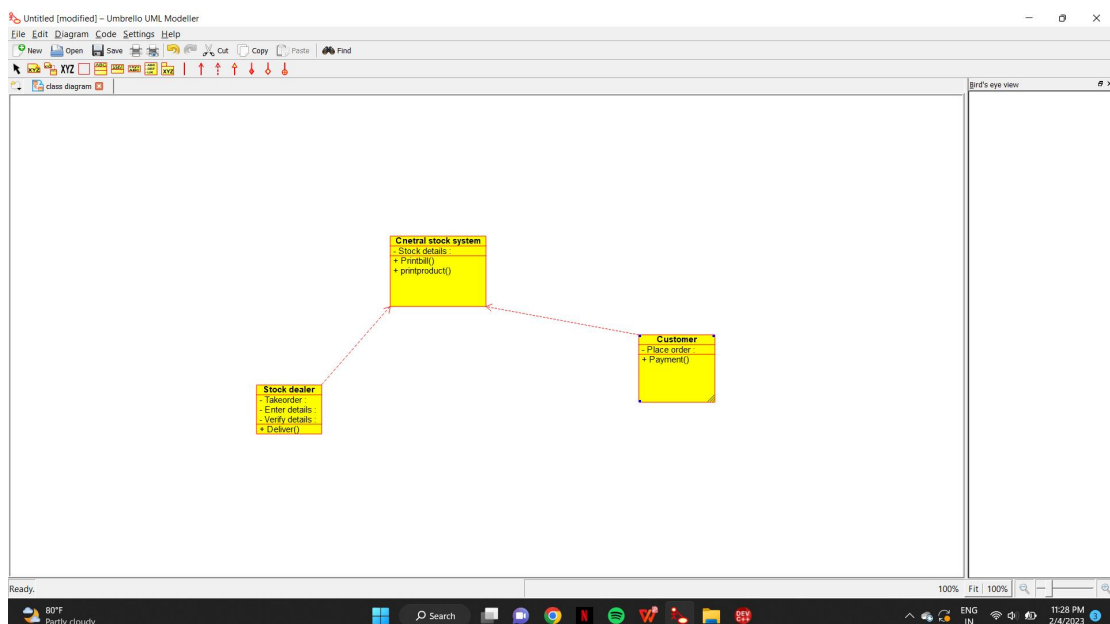 Untitled [modified] – Umbrello UML Modeller
File Edit Diagram Code Settings Help
New Open Save Cut Copy Paste Find
XYZ
class diagram
Bird's eye view
Cnetral stock system
- Stock details :
+ Printbill()
+ printproduct()
Customer
- Place order :
+ Payment()
Stock dealer
- Takeorder :
- Enter details :
- Verify details :
+ Deliver()
Ready.
100% Fit 100%
80°F
Partly cloudy
Search
ENG
IN
11:28 PM
2/4/2023
3